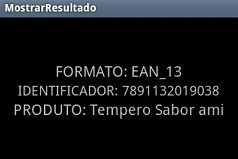 MostrarResultado
FORMATO: EAN_13
IDENTIFICADOR: 7891132019038
PRODUTO: Tempero Sabor ami